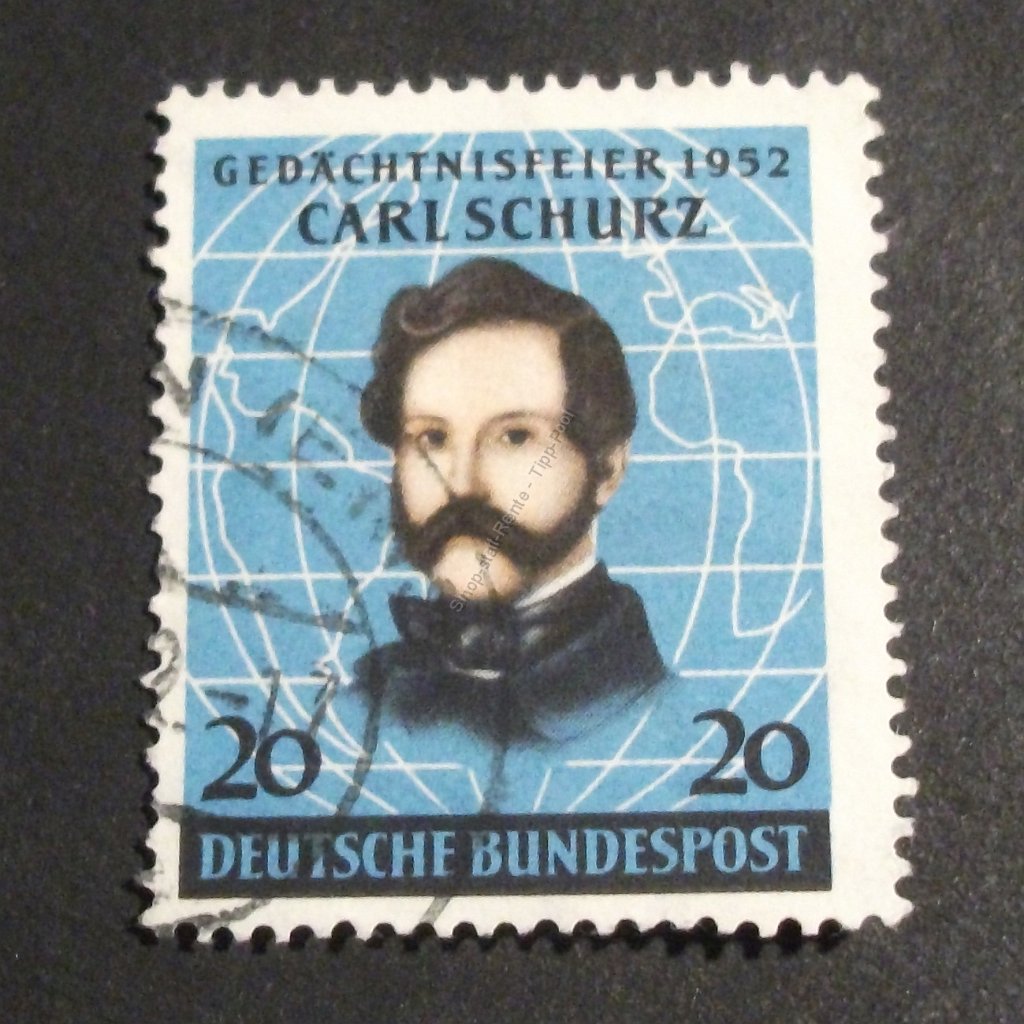 GEDÄCHTNISFEIER 1952
CARL SCHURZ
Shop-statt-Rente - Tipp-Pool
20 20
DEUTSCHE BUNDESPOST